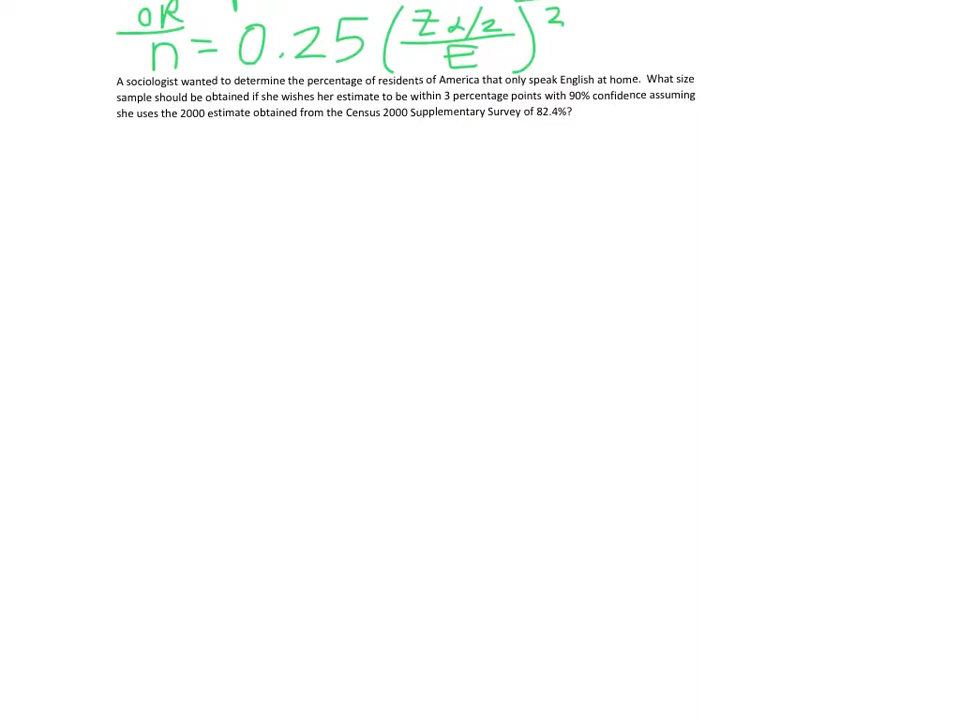 OR
n = 0.25 (Zα/2 / E)²
A sociologist wanted to determine the percentage of residents of America that only speak English at home.  What size
sample should be obtained if she wishes her estimate to be within 3 percentage points with 90% confidence assuming
she uses the 2000 estimate obtained from the Census 2000 Supplementary Survey of 82.4%?